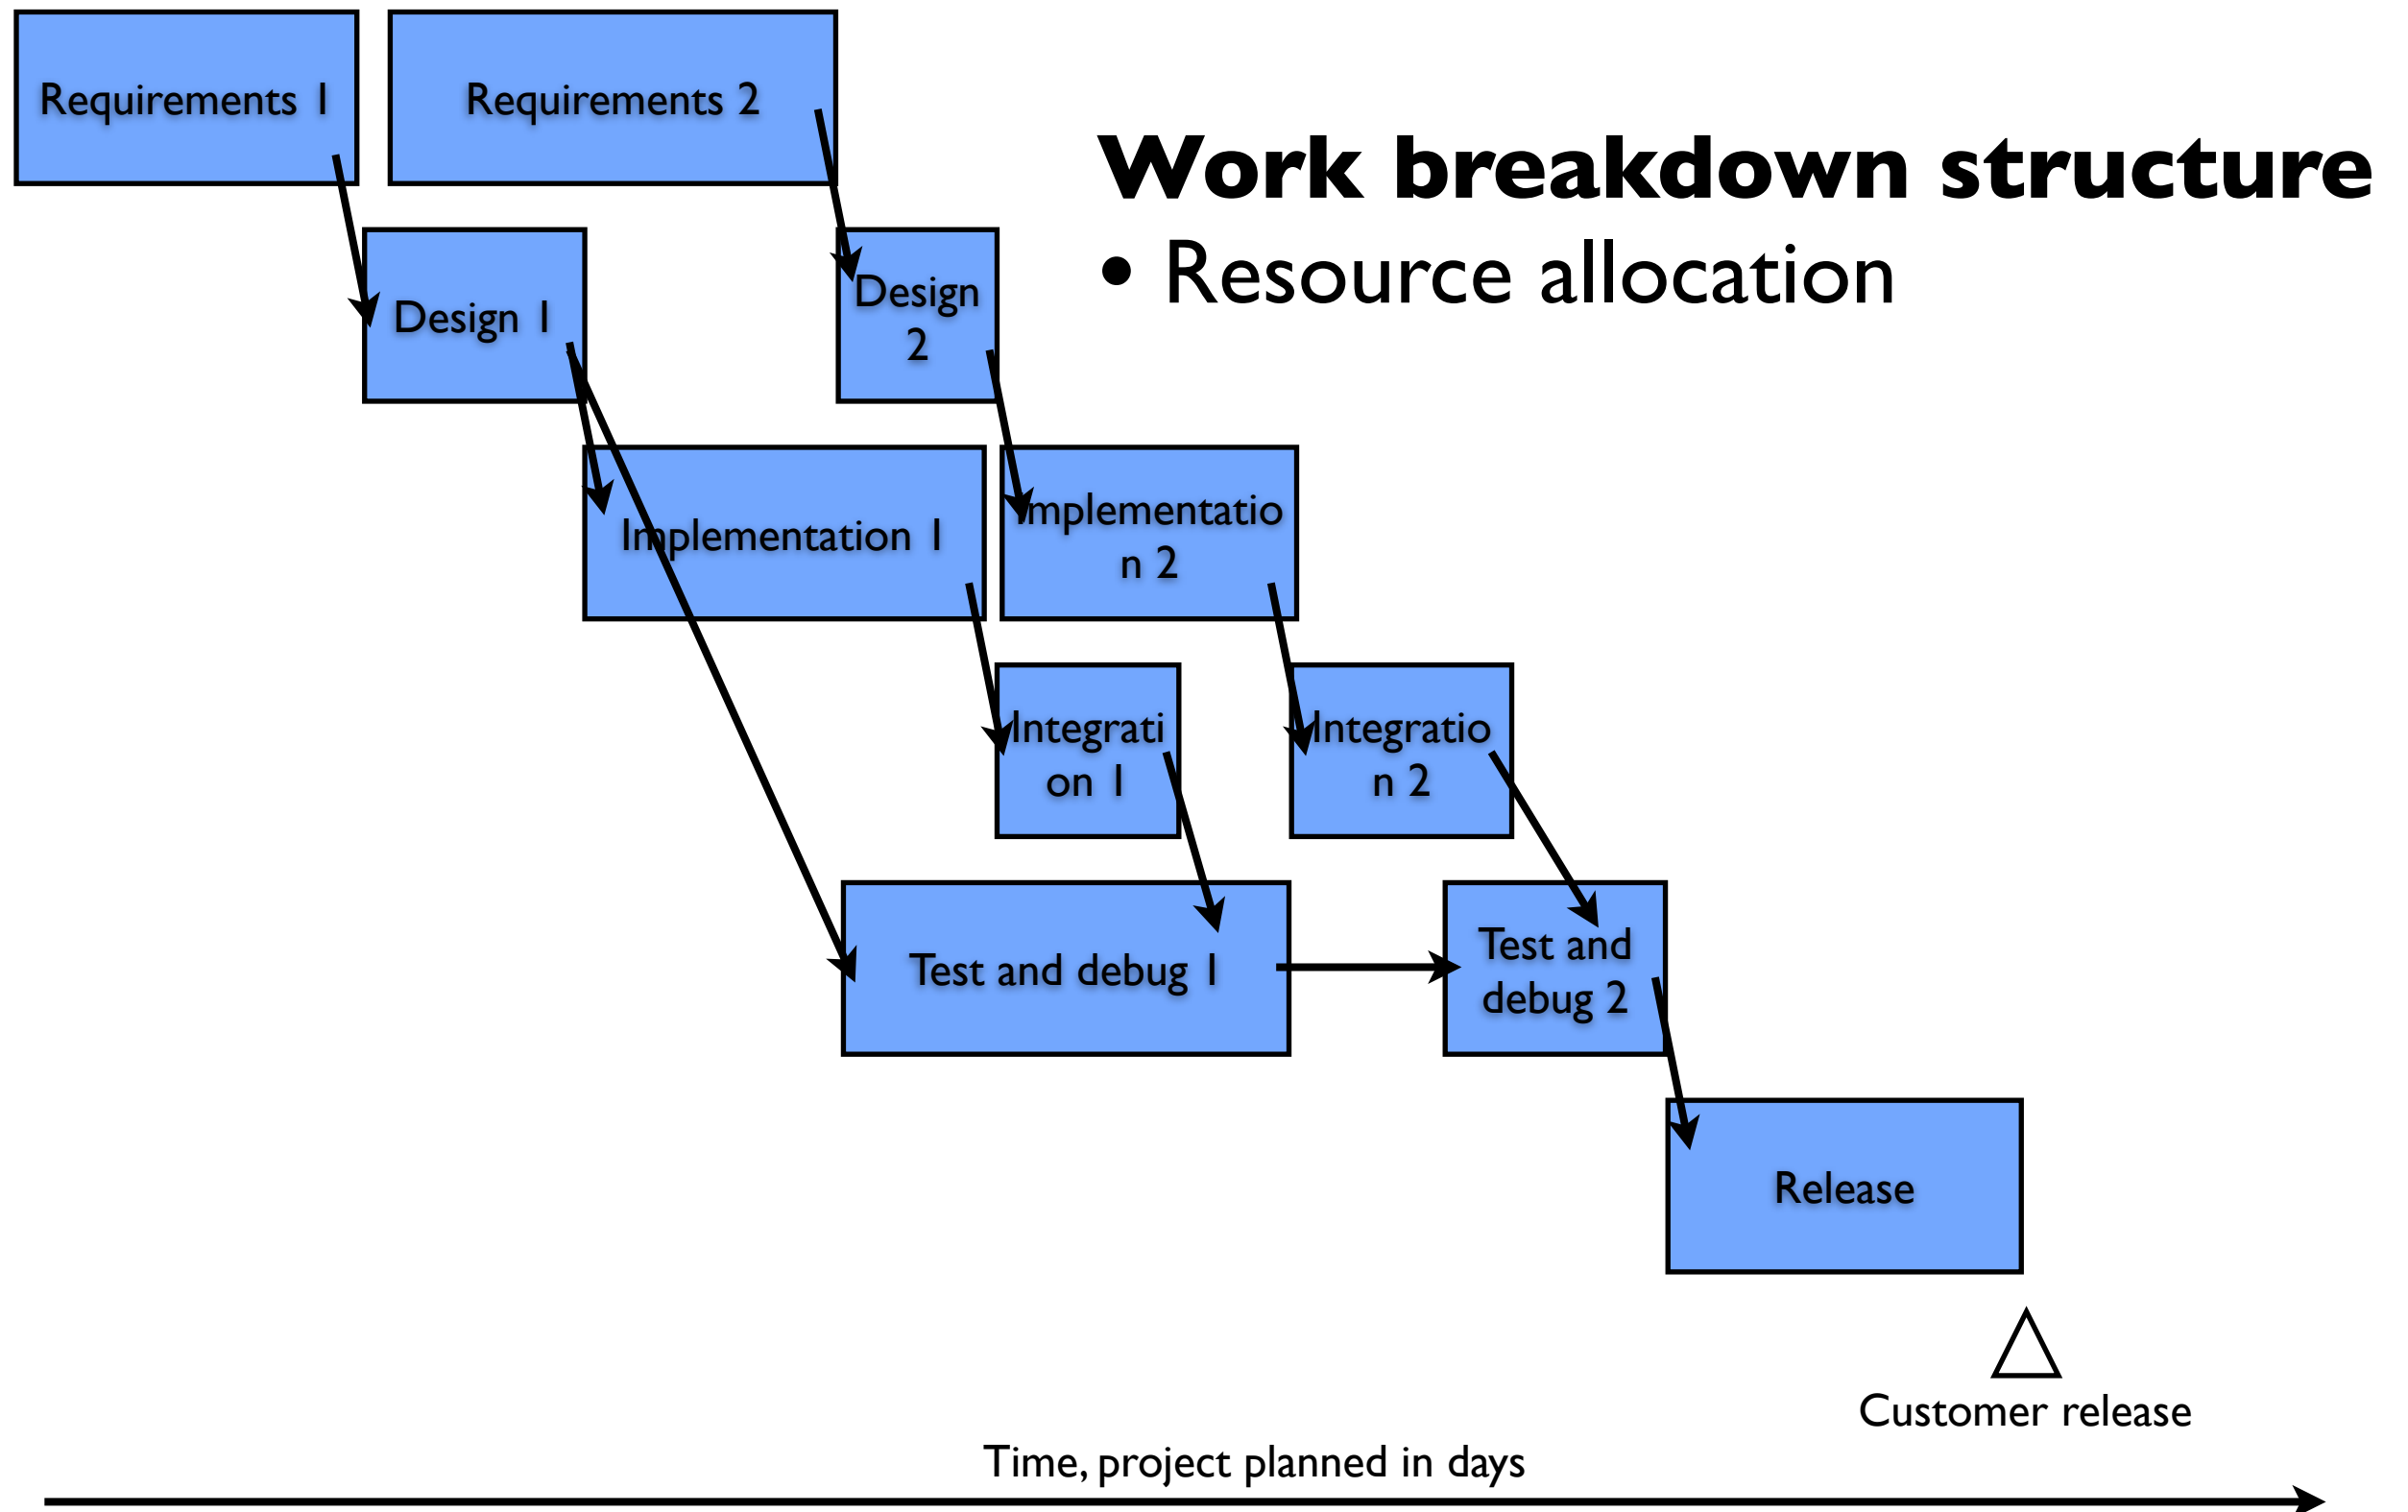 Requirements 1
Requirements 2
Work breakdown structure
• Resource allocation
Design 1
Design
2
Implementation 1
Implementatio
n 2
Integrati
on 1
Integratio
n 2
Test and debug 1
Test and
debug 2
Release
Customer release
Time, project planned in days